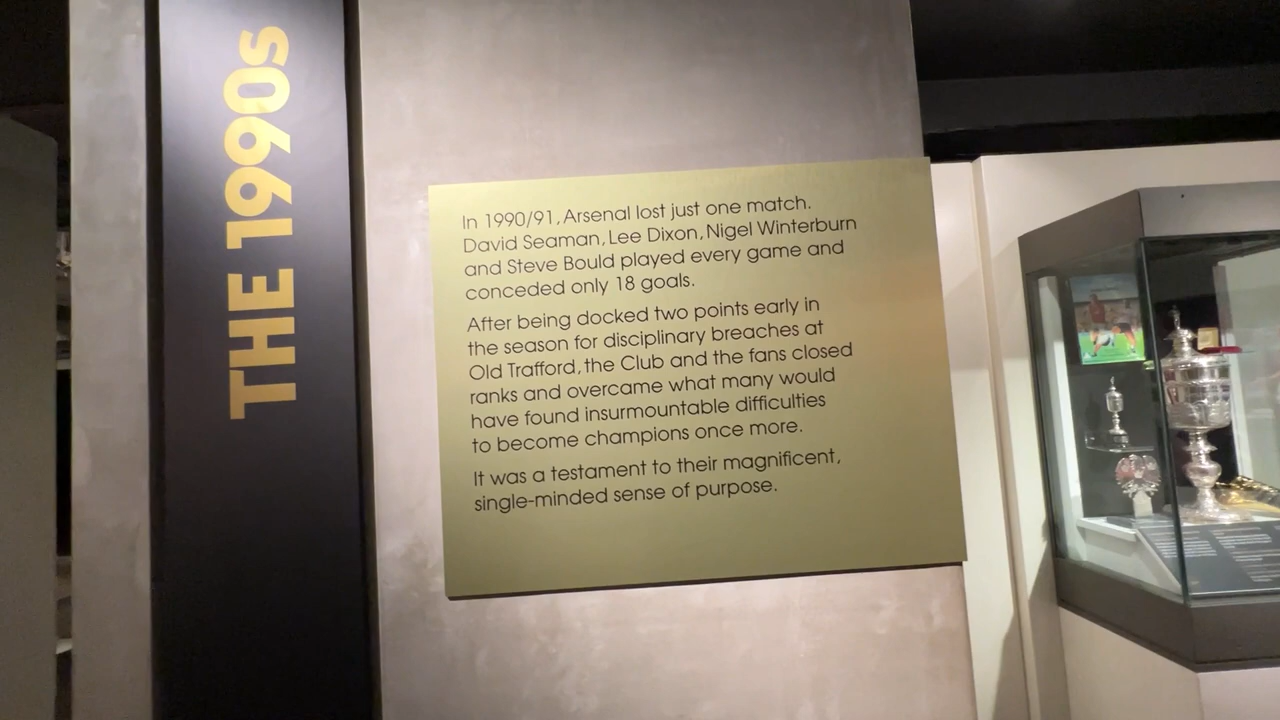 THE 1990s
In 1990/91, Arsenal lost just one match.
David Seaman, Lee Dixon, Nigel Winterburn
and Steve Bould played every game and
conceded only 18 goals.
After being docked two points early in
the season for disciplinary breaches at
Old Trafford, the Club and the fans closed
ranks and overcame what many would
have found insurmountable difficulties
to become champions once more.
It was a testament to their magnificent,
single-minded sense of purpose.